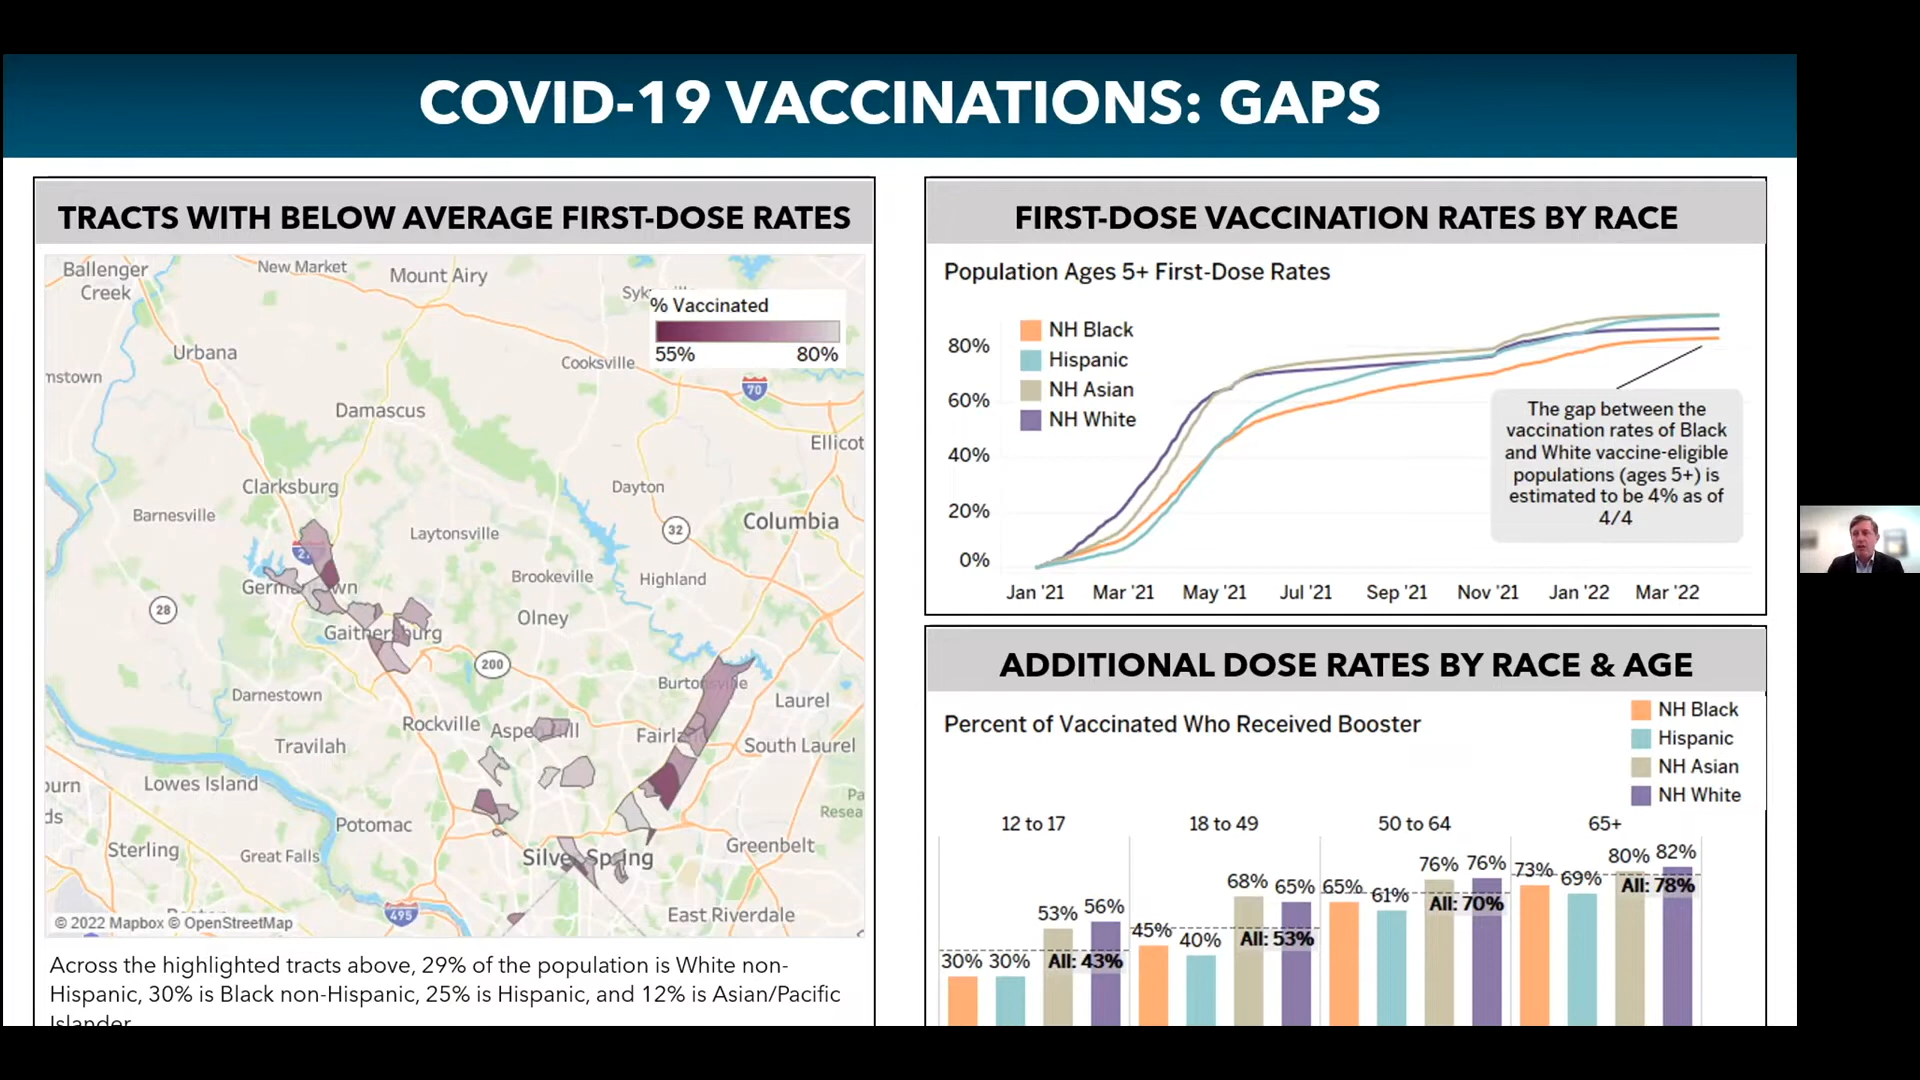 COVID-19 VACCINATIONS: GAPS
TRACTS WITH BELOW AVERAGE FIRST-DOSE RATES
Ballenger
Creek
New Market
Mount Airy
% Vaccinated
55%
80%
Urbana
Cooksville
mstown
70
Damascus
Ellicot
Clarksburg
Dayton
Barnesville
Laytonsville
32
Columbia
Brookeville
Highland
28
Olney
Gaithersburg
200
Burtonsville
Darnestown
Laurel
Rockville
Travilah
South Laurel
Lowes Island
Potomac
Silver Spring
Sterling
Great Falls
Greenbelt
495
East Riverdale
© 2022 Mapbox © OpenStreetMap
Across the highlighted tracts above, 29% of the population is White non-
Hispanic, 30% is Black non-Hispanic, 25% is Hispanic, and 12% is Asian/Pacific
Islander
FIRST-DOSE VACCINATION RATES BY RACE
Population Ages 5+ First-Dose Rates
NH Black
Hispanic
NH Asian
NH White
80%
60%
40%
20%
0%
The gap between the
vaccination rates of Black
and White vaccine-eligible
populations (ages 5+) is
estimated to be 4% as of
4/4
Jan '21 Mar '21 May '21 Jul '21 Sep '21 Nov '21 Jan '22 Mar '22
ADDITIONAL DOSE RATES BY RACE & AGE
Percent of Vaccinated Who Received Booster
NH Black
Hispanic
NH Asian
NH White
12 to 17
18 to 49
50 to 64
65+
30% 30% 53% 56%
All: 43%
45% 40% 68% 65%
All: 53%
65% 61% 76% 76%
All: 70%
73% 69% 80% 82%
All: 78%